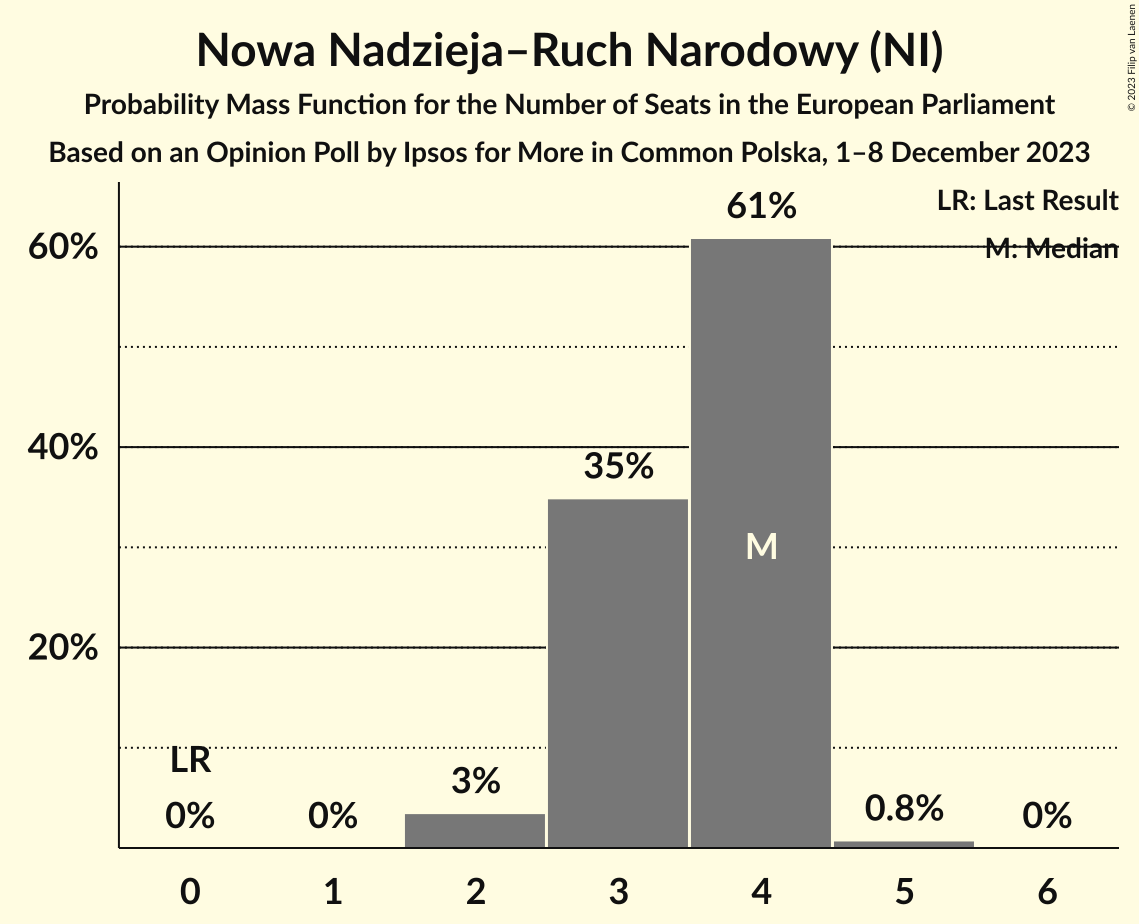 Nowa Nadzieja–Ruch Narodowy (NI)
Probability Mass Function for the Number of Seats in the European Parliament
Based on an Opinion Poll by Ipsos for More in Common Polska, 1–8 December 2023
© 2023 Filip van Laenen
LR: Last Result
M: Median
60%
40%
20%
61%
35%
M
LR
0%
0%
3%
0.8%
0%
0
1
2
3
4
5
6